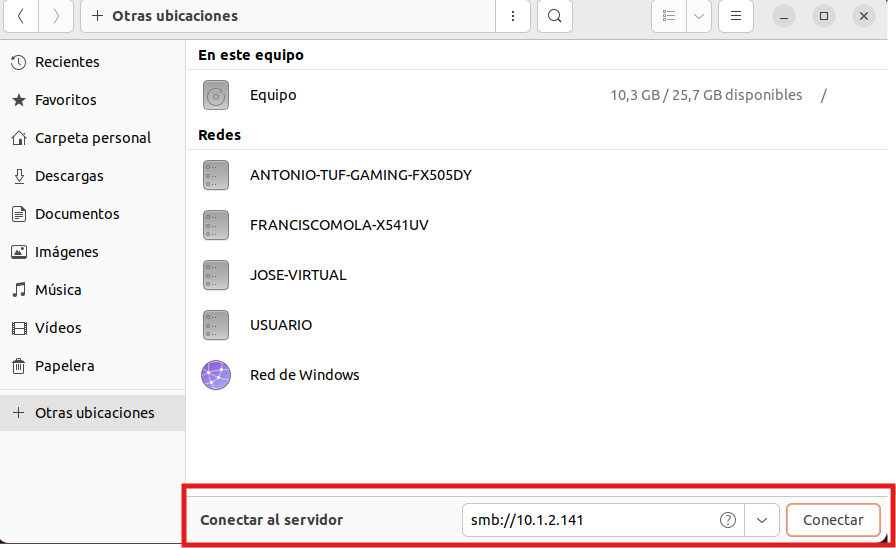 Otras ubicaciones
Recientes
Favoritos
Carpeta personal
Descargas
Documentos
Imágenes
Música
Vídeos
Papelera
Otras ubicaciones
En este equipo
Equipo 10,3 GB / 25,7 GB disponibles /
Redes
ANTONIO-TUF-GAMING-FX505DY
FRANCISCOMOLA-X541UV
JOSE-VIRTUAL
USUARIO
Red de Windows
Conectar al servidor smb://10.1.2.141 ? Conectar